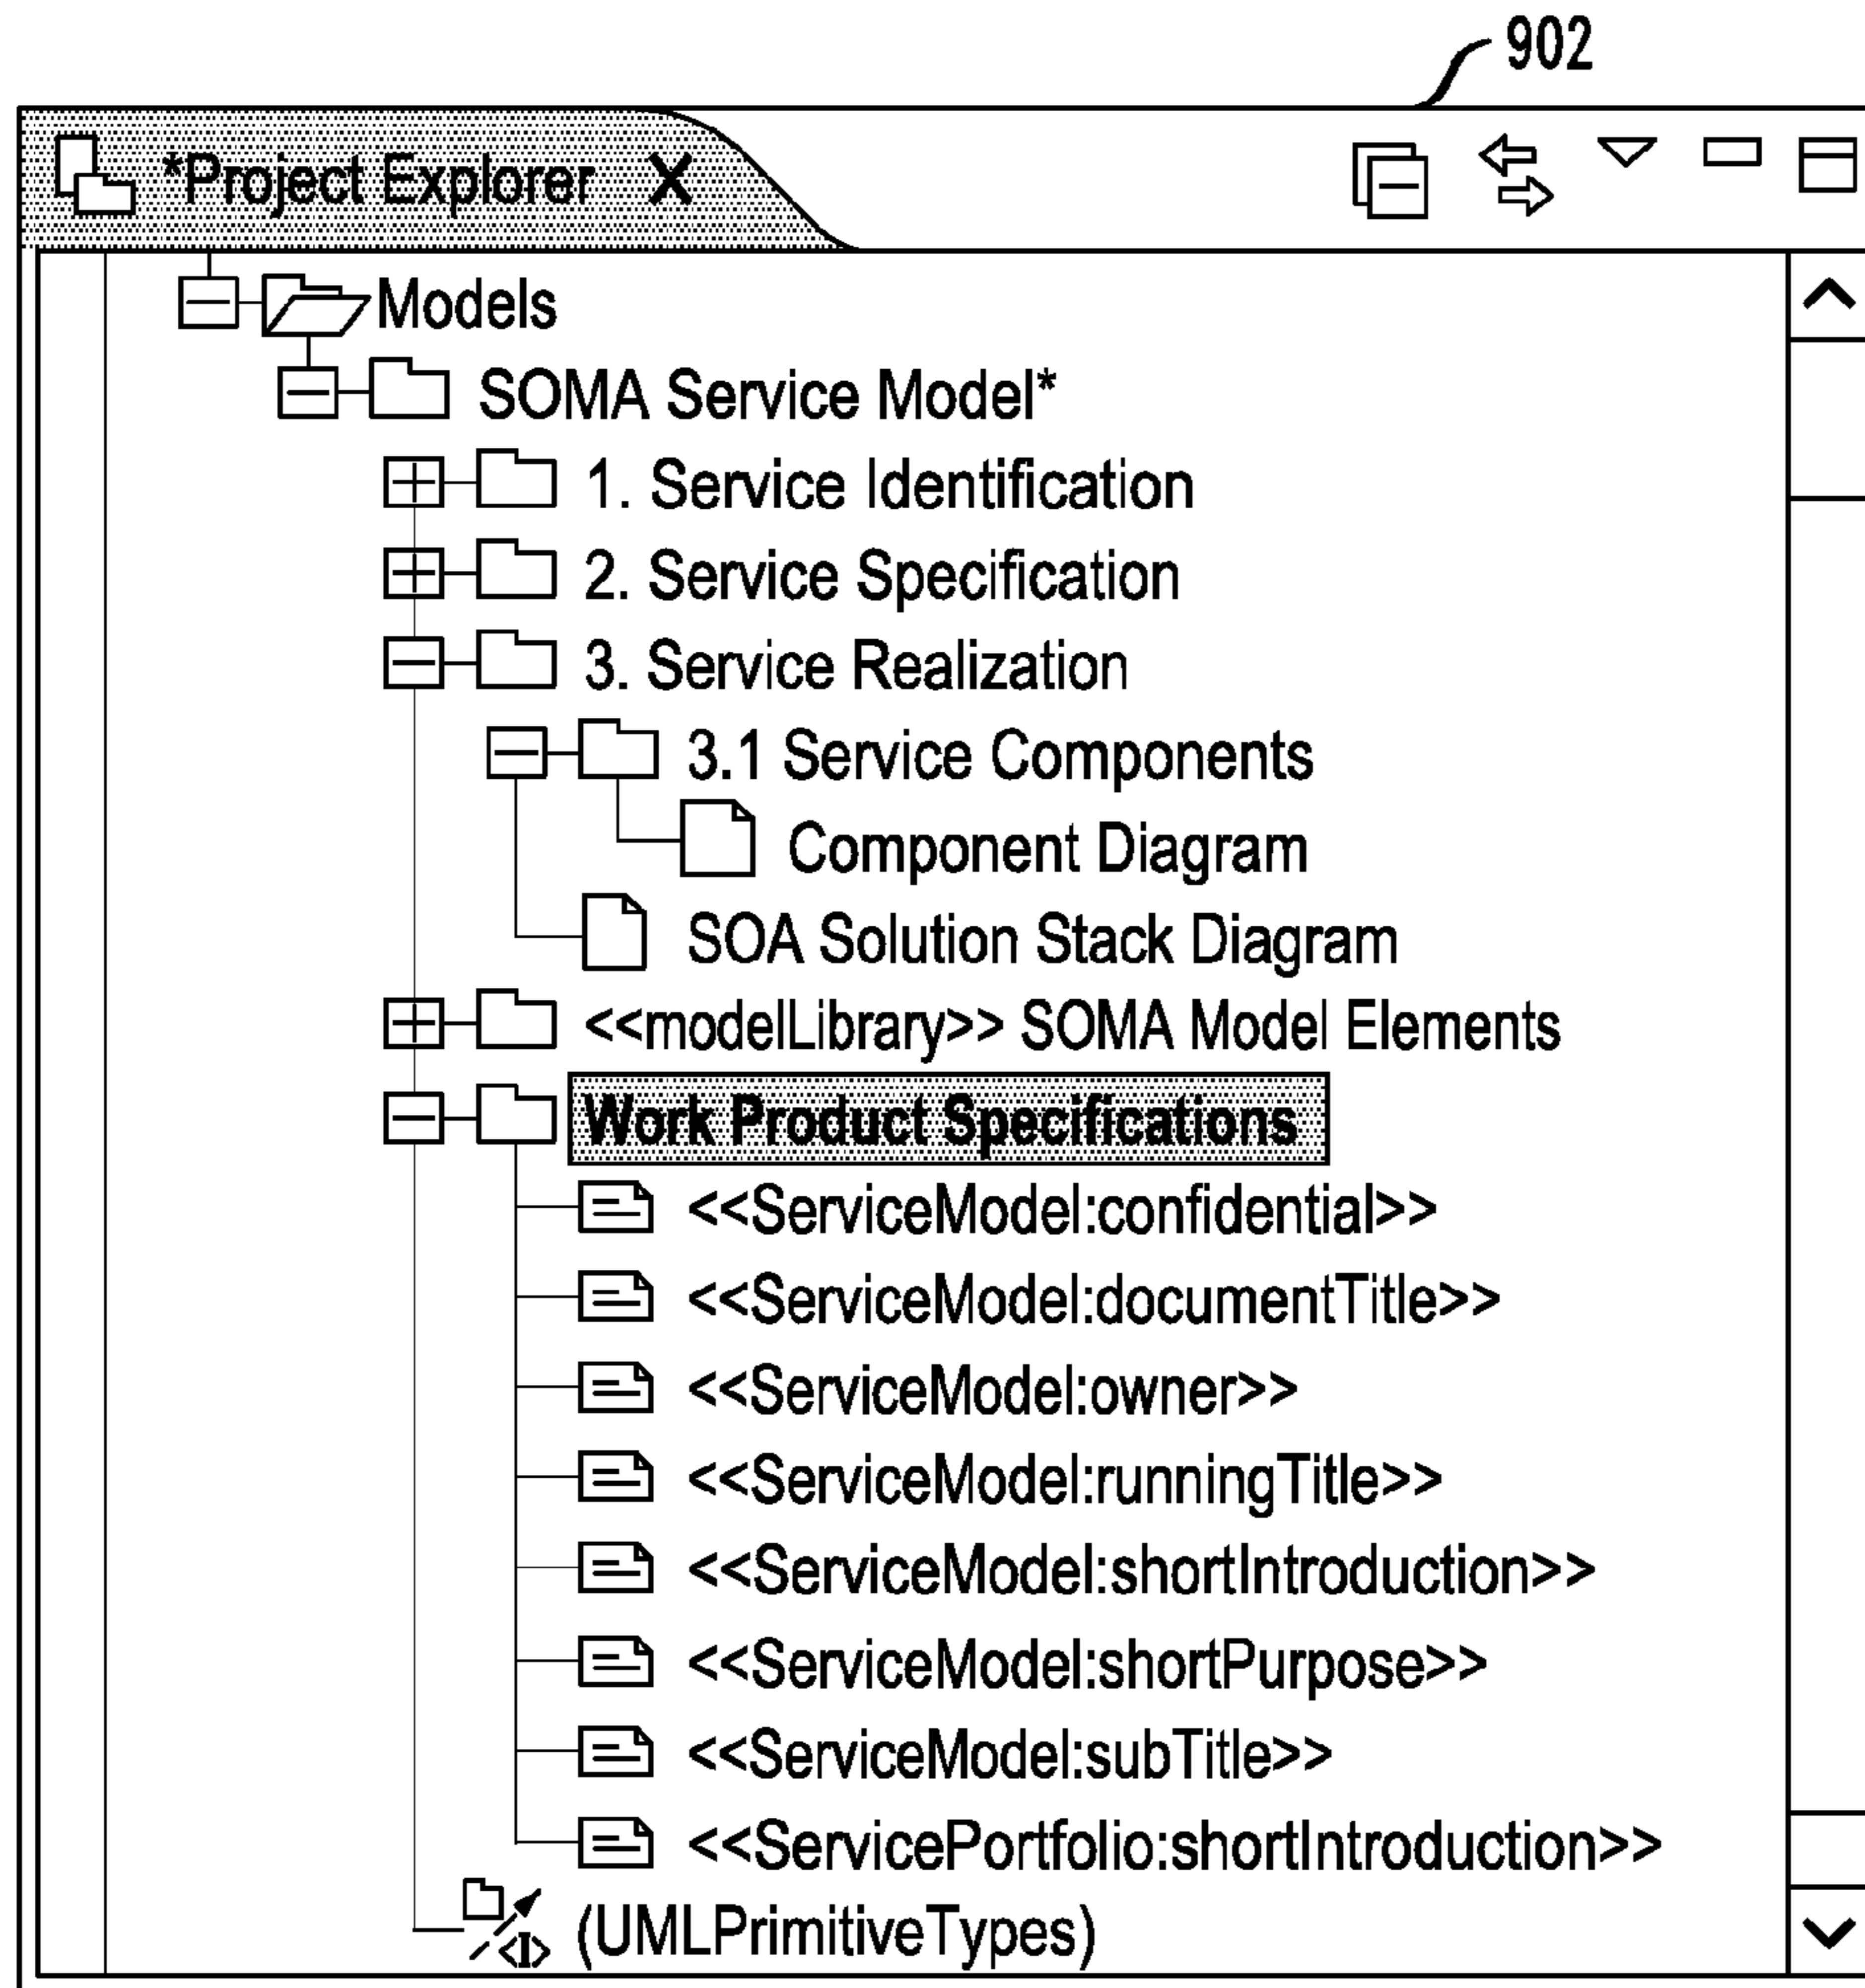 902
*Project Explorer X
Models
SOMA Service Model*
1. Service Identification
2. Service Specification
3. Service Realization
3.1 Service Components
Component Diagram
SOA Solution Stack Diagram
<<modelLibrary>> SOMA Model Elements
Work Product Specifications
<<ServiceModel:confidential>>
<<ServiceModel:documentTitle>>
<<ServiceModel:owner>>
<<ServiceModel:runningTitle>>
<<ServiceModel:shortIntroduction>>
<<ServiceModel:shortPurpose>>
<<ServiceModel:subTitle>>
<<ServicePortfolio:shortIntroduction>>
(UMLPrimitiveTypes)